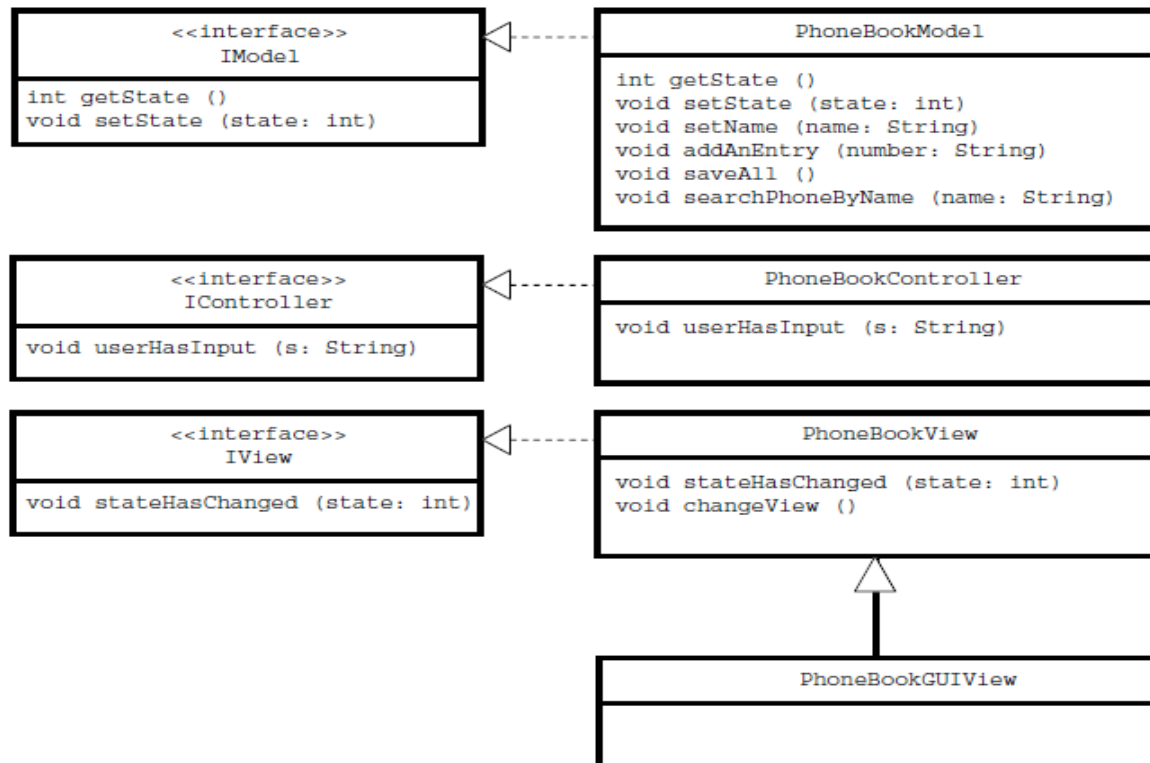 <<interface>>
IModel
int getState ()
void setState (state: int)
PhoneBookModel
int getState ()
void setState (state: int)
void setName (name: String)
void addAnEntry (number: String)
void saveAll ()
void searchPhoneByName (name: String)
<<interface>>
IController
void userHasInput (s: String)
PhoneBookController
void userHasInput (s: String)
<<interface>>
IView
void stateHasChanged (state: int)
PhoneBookView
void stateHasChanged (state: int)
void changeView ()
PhoneBookGUIView